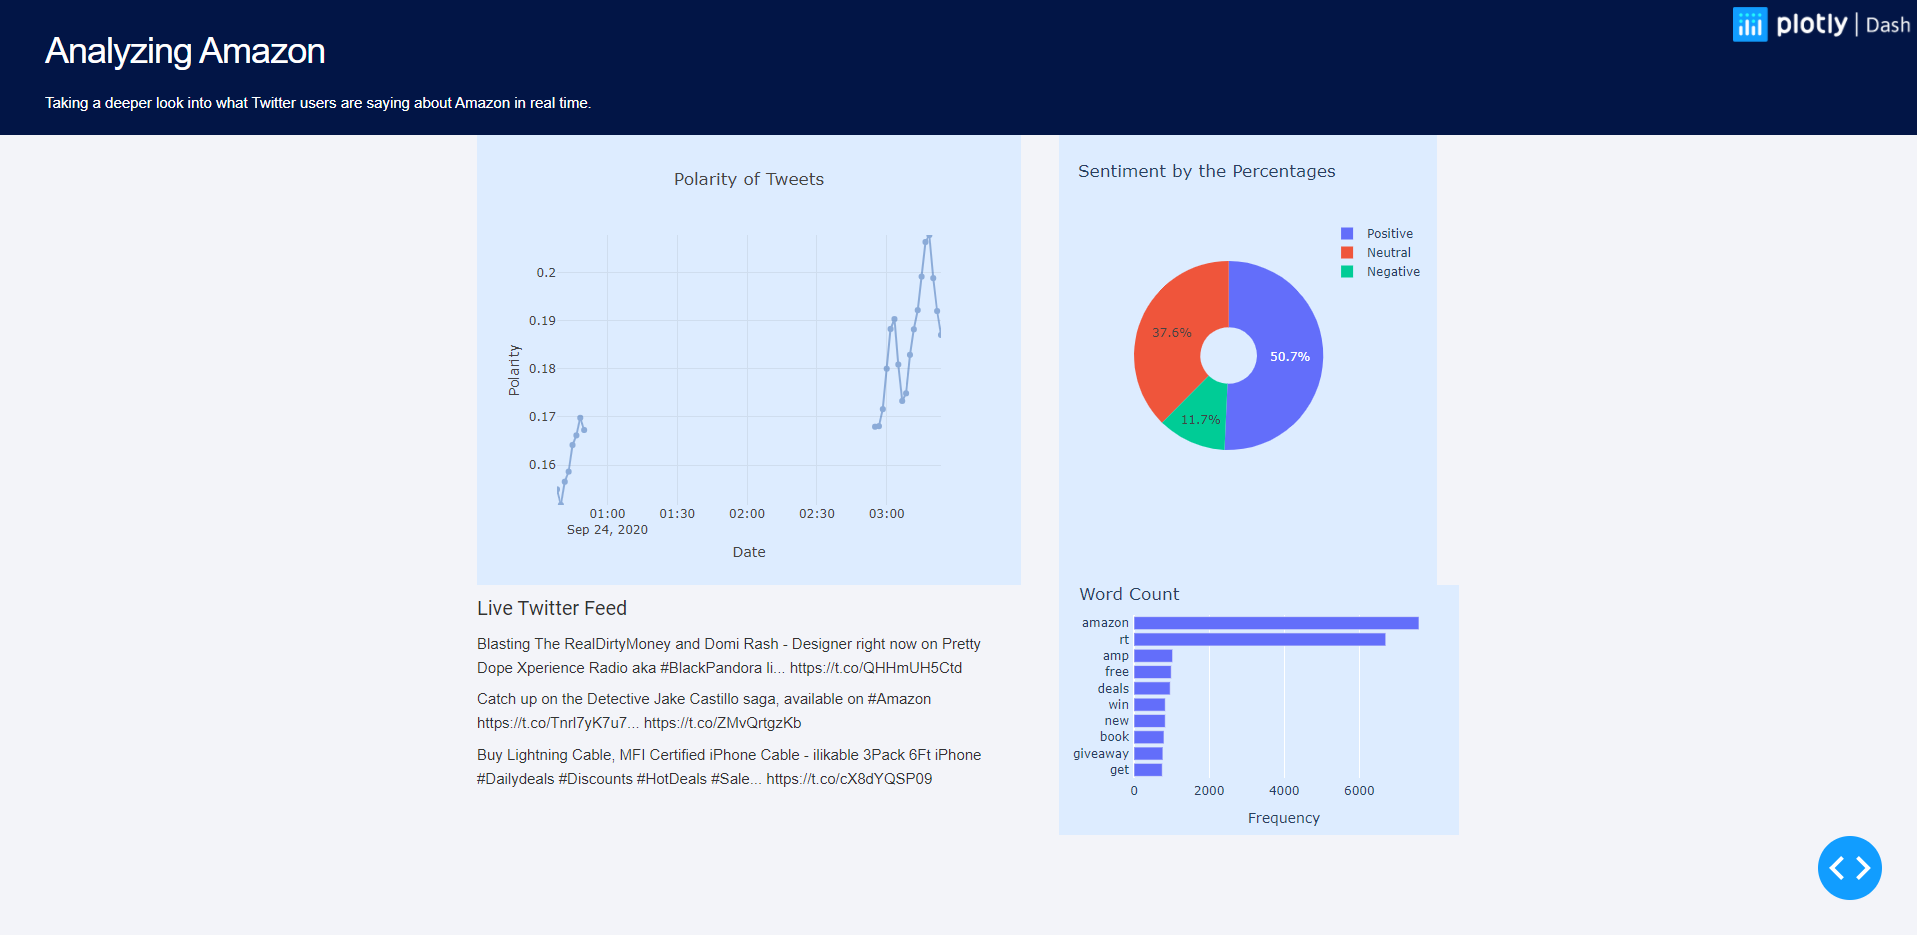 Analyzing Amazon
plotly | Dash
Taking a deeper look into what Twitter users are saying about Amazon in real time.
Polarity of Tweets
Polarity
0.2
0.19
0.18
0.17
0.16
01:00
01:30
02:00
02:30
03:00
Sep 24, 2020
Date
Sentiment by the Percentages
Positive
Neutral
Negative
37.6%
50.7%
11.7%
Live Twitter Feed
Blasting The RealDirtyMoney and Domi Rash - Designer right now on Pretty
Dope Xperience Radio aka #BlackPandora li... https://t.co/QHHmUH5Ctd
Catch up on the Detective Jake Castillo saga, available on #Amazon
https://t.co/Tnrl7yK7u7... https://t.co/ZMvQrtgzKb
Buy Lightning Cable, MFI Certified iPhone Cable - ilikable 3Pack 6Ft iPhone
#Dailydeals #Discounts #HotDeals #Sale... https://t.co/cX8dYQSP09
Word Count
amazon
rt
amp
free
deals
win
new
book
giveaway
get
0
2000
4000
6000
Frequency